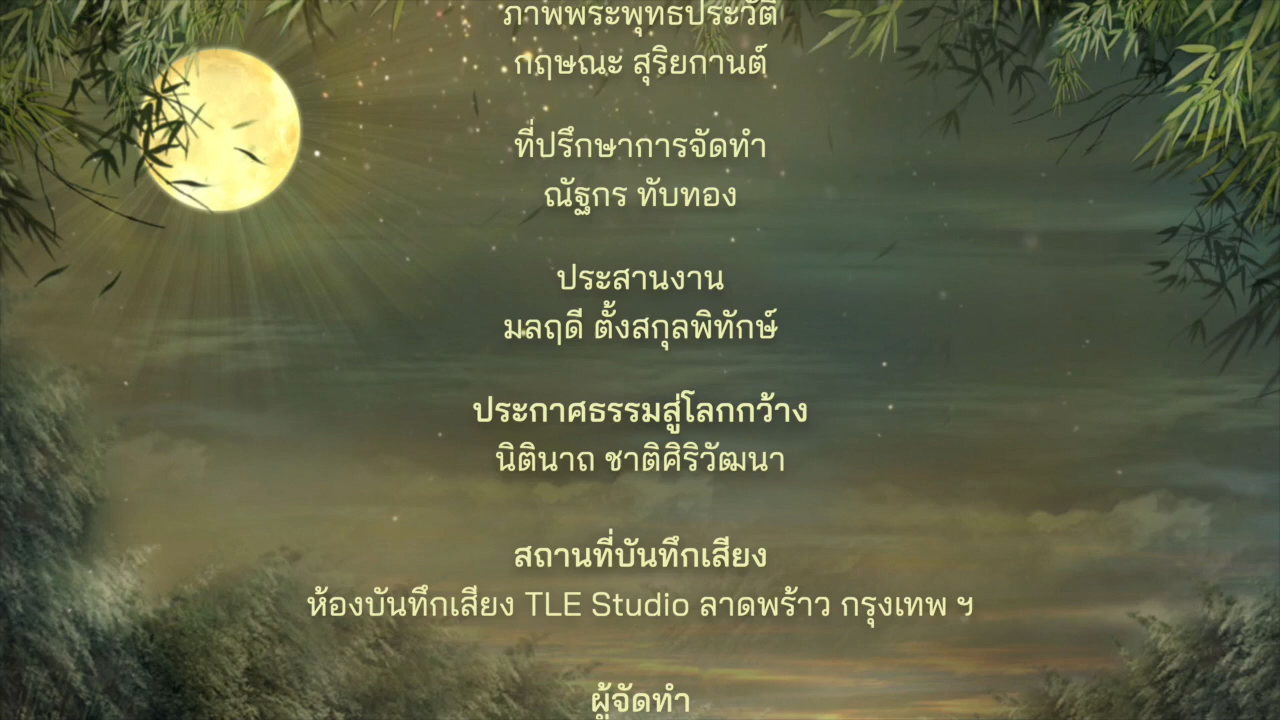 ภาพพระพุทธประวัติ
กฤษณะ สุริยกานต์
ที่ปรึกษาการจัดทำ
ณัฐกร ทับทอง
ประสานงาน
มลฤดี ตั้งสกุลพิทักษ์
ประกาศธรรมสู่โลกกว้าง
นิตินาถ ชาติศิริวัฒนา
สถานที่บันทึกเสียง
ห้องบันทึกเสียง TLE Studio ลาดพร้าว กรุงเทพ ฯ
ผู้จัดทำ